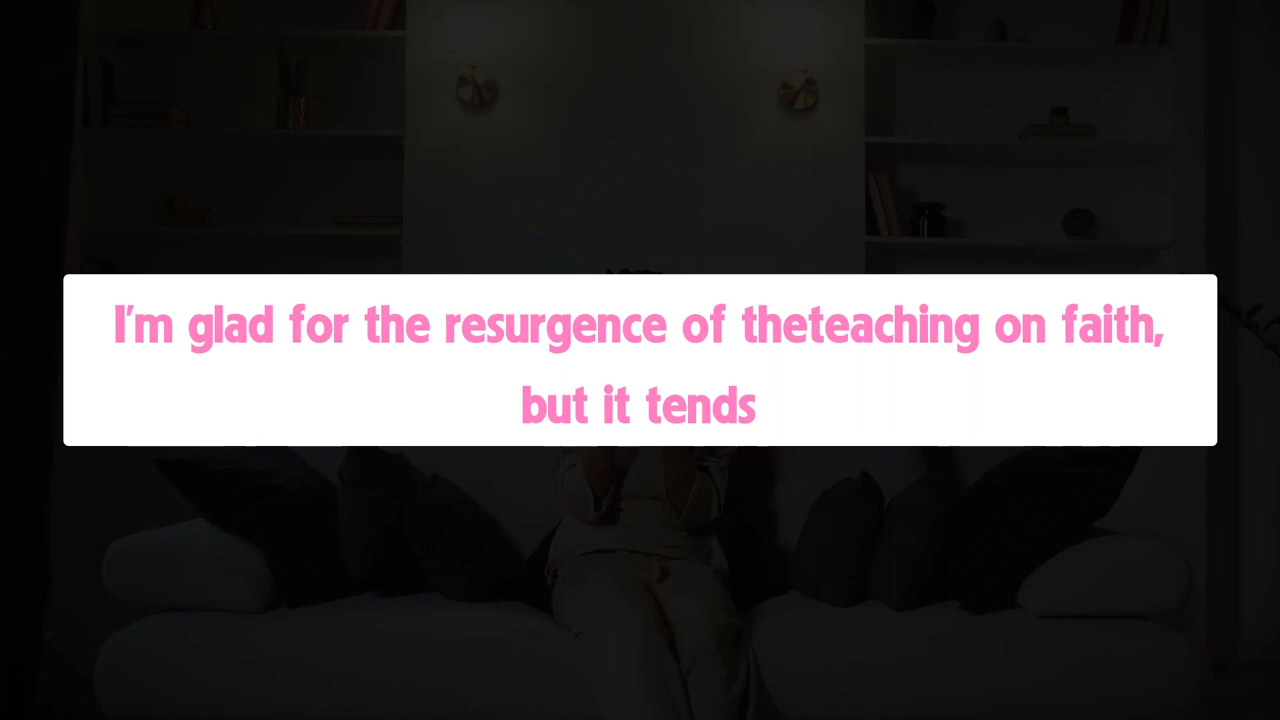 I'm glad for the resurgence of theteaching on faith,
but it tends